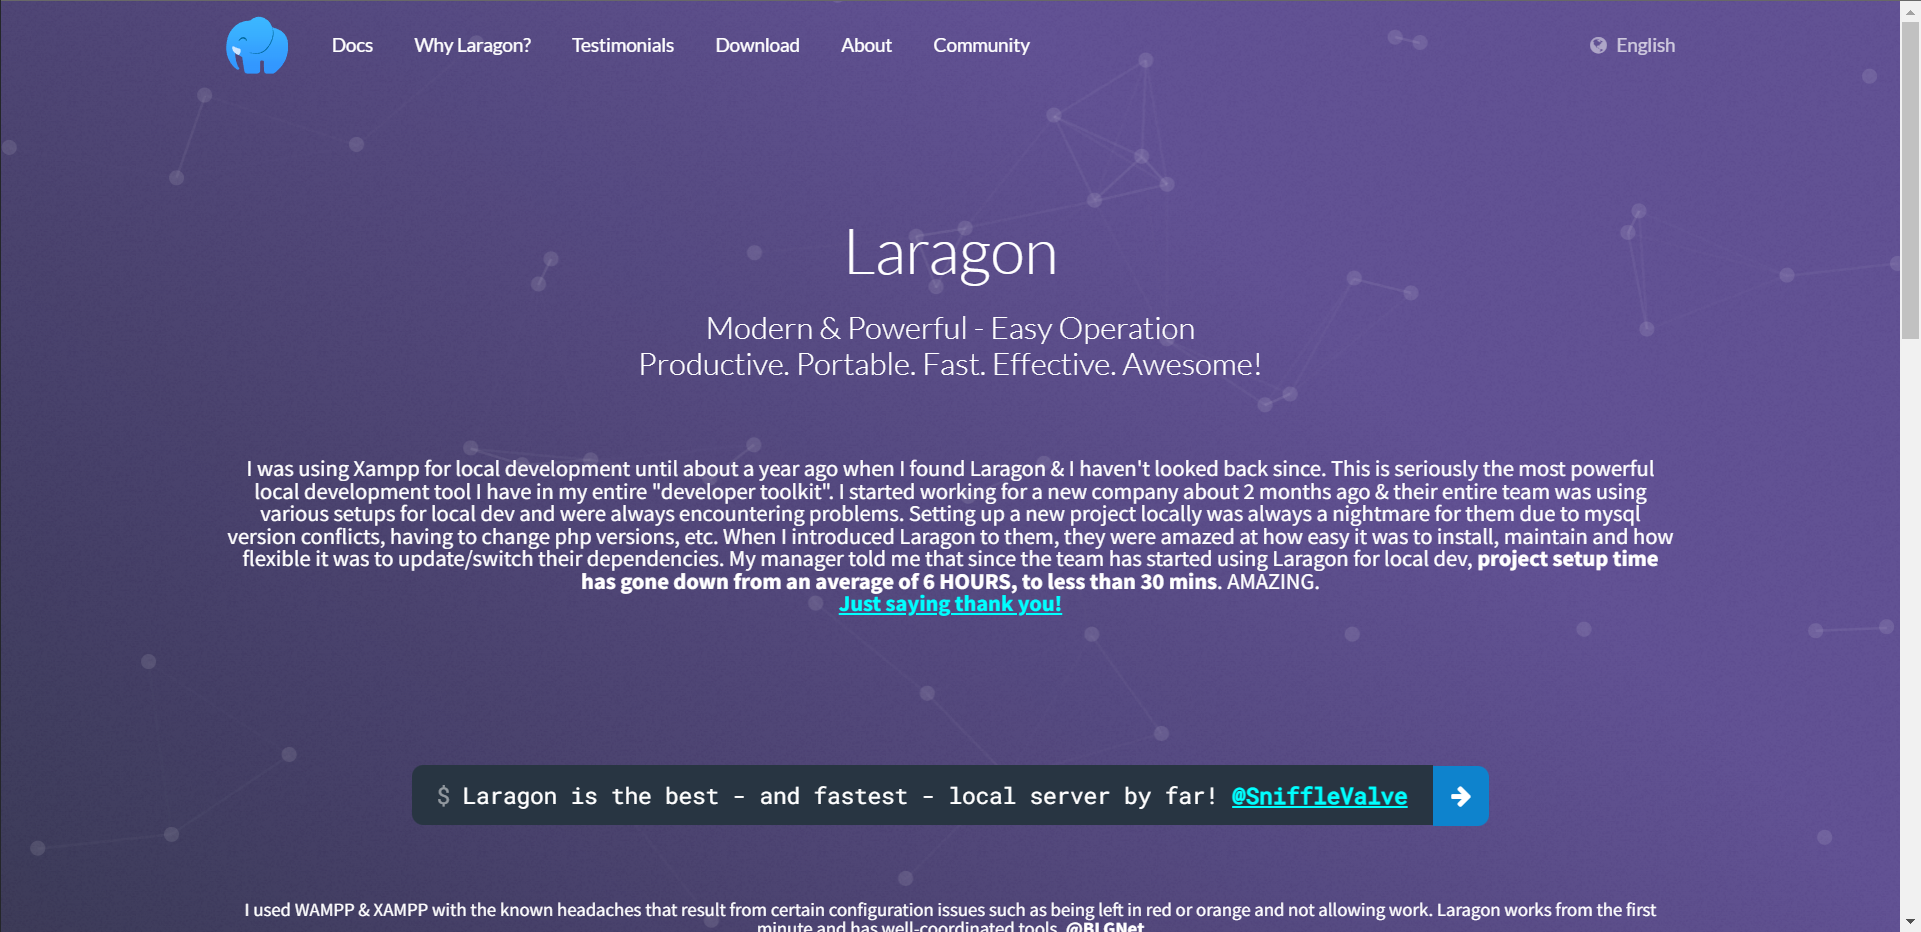 Docs Why Laragon? Testimonials Download About Community English
Laragon
Modern & Powerful - Easy Operation
Productive. Portable. Fast. Effective. Awesome!
I was using Xampp for local development until about a year ago when I found Laragon & I haven't looked back since. This is seriously the most powerful
local development tool I have in my entire "developer toolkit". I started working for a new company about 2 months ago & their entire team was using
various setups for local dev and were always encountering problems. Setting up a new project locally was always a nightmare for them due to mysql
version conflicts, having to change php versions, etc. When I introduced Laragon to them, they were amazed at how easy it was to install, maintain and how
flexible it was to update/switch their dependencies. My manager told me that since the team has started using Laragon for local dev, project setup time
has gone down from an average of 6 HOURS, to less than 30 mins. AMAZING.
Just saying thank you!
$ Laragon is the best - and fastest - local server by far! @SniffleValve
I used WAMPP & XAMPP with the known headaches that result from certain configuration issues such as being left in red or orange and not allowing work. Laragon works from the first
minute and has well-coordinated tools. @BLGNet